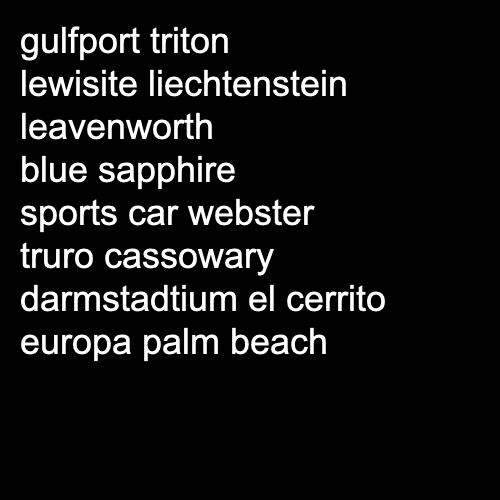 gulfport triton
lewisite liechtenstein
leavenworth
blue sapphire
sports car webster
truro cassowary
darmstadtium el cerrito
europa palm beach